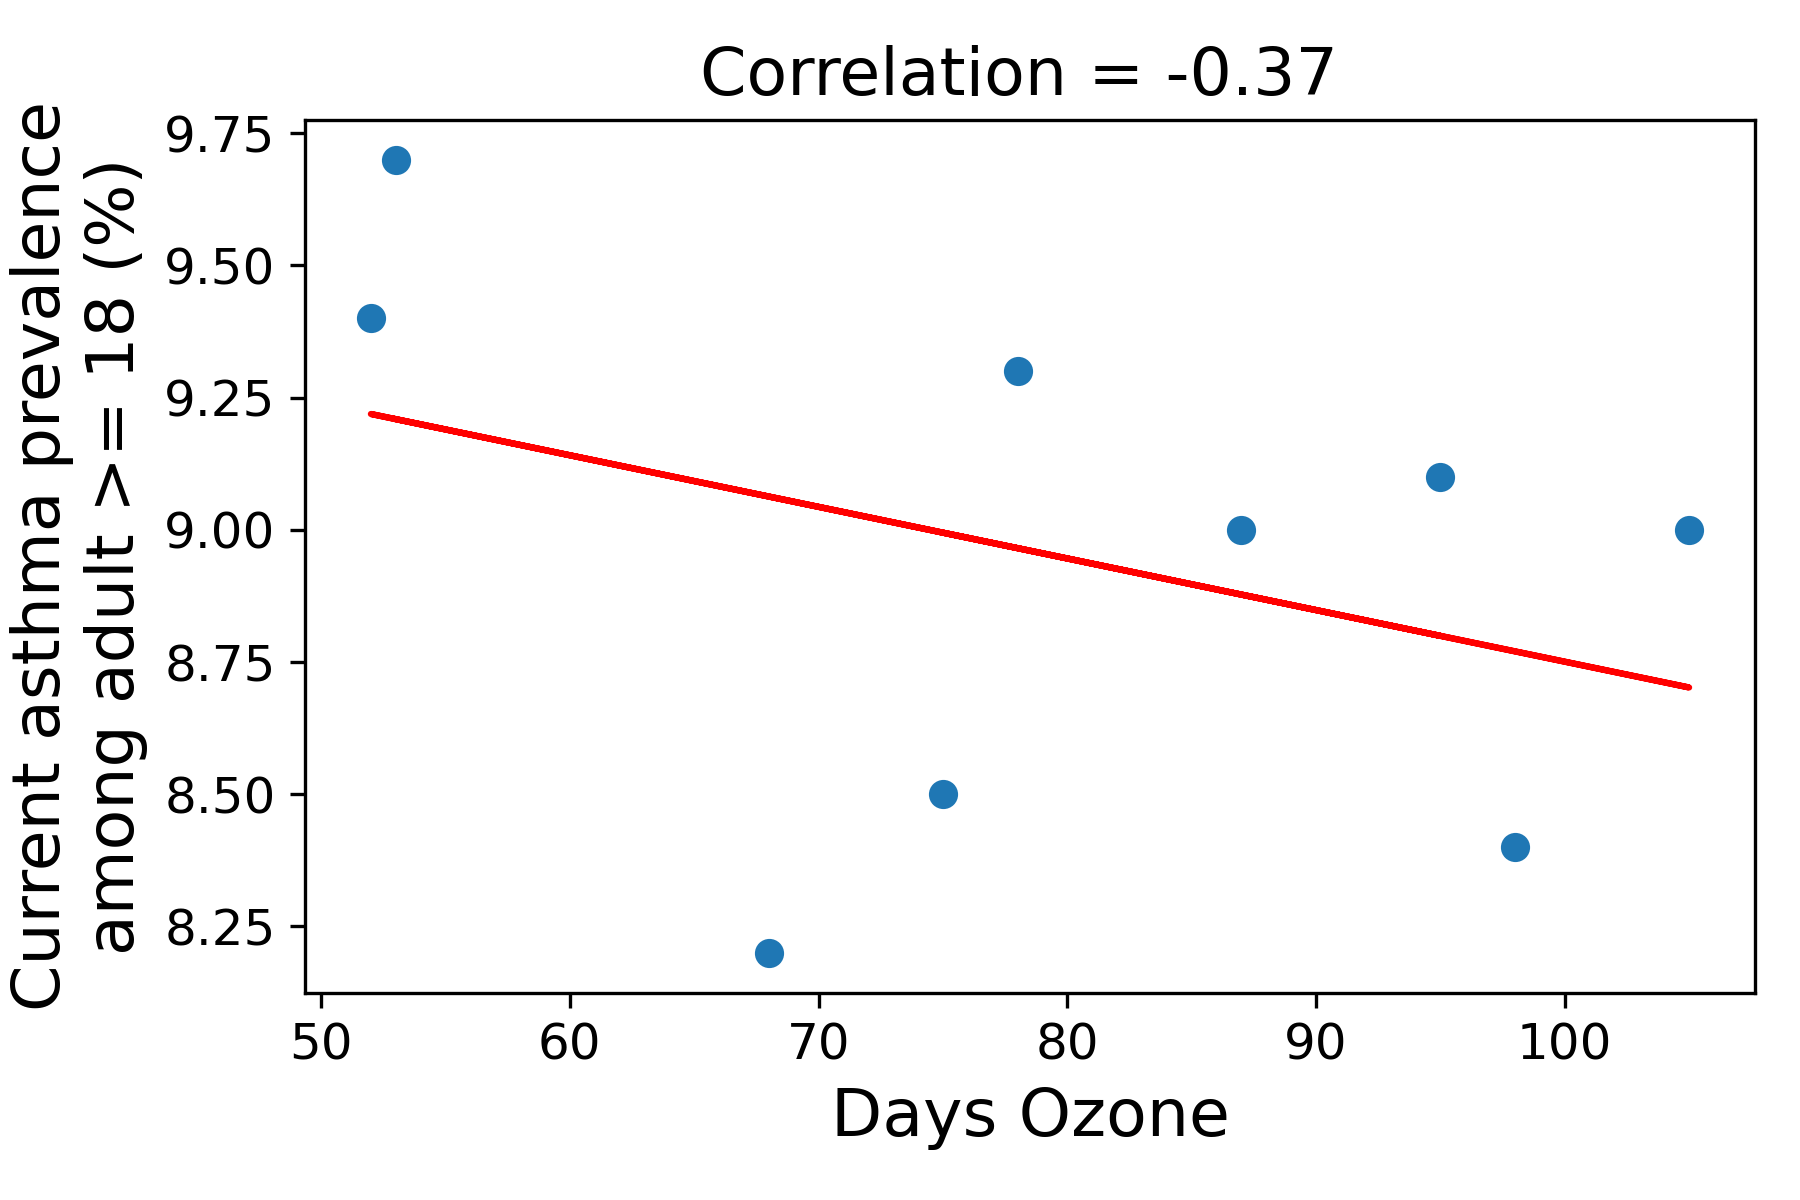 Correlation = -0.37
Current asthma prevalence
among adult >= 18 (%)
9.75
9.50
9.25
9.00
8.75
8.50
8.25
50 60 70 80 90 100
Days Ozone